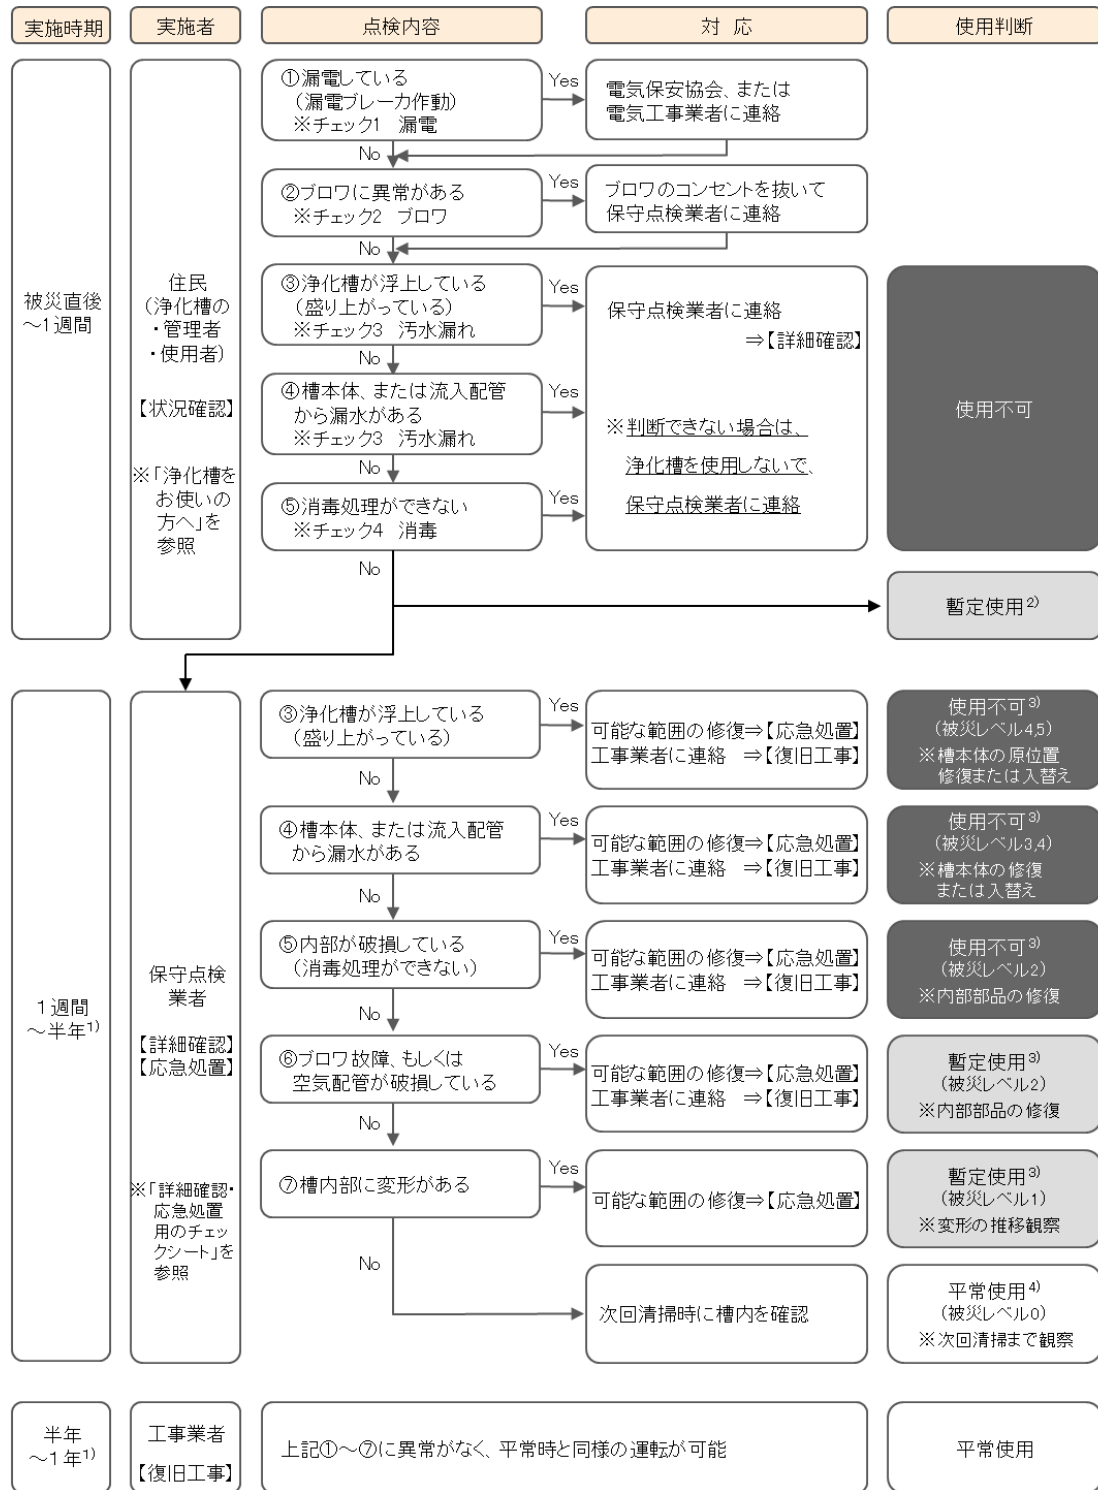 実施時期
実施者
点検内容
対 応
使用判断
被災直後
～1週間
住民
(浄化槽の
・管理者
・使用者)
【状況確認】
※「浄化槽を
お使いの
方へ」を
参照
①漏電している
(漏電ブレーカ作動)
※チェック1 漏電
Yes
電気保安協会、または
電気工事業者に連絡
No
②ブロワに異常がある
※チェック2 ブロワ
Yes
ブロワのコンセントを抜いて
保守点検業者に連絡
No
③浄化槽が浮上している
(盛り上がっている)
※チェック3 汚水漏れ
Yes
No
④槽本体、または流入配管
から漏水がある
※チェック3 汚水漏れ
Yes
No
⑤消毒処理ができない
※チェック4 消毒
Yes
No
保守点検業者に連絡
⇒【詳細確認】
※判断できない場合は、
浄化槽を使用しないで、
保守点検業者に連絡
使用不可
暫定使用2)
1週間
～半年1)
保守点検
業者
【詳細確認】
【応急処置】
※「詳細確認・
応急処置
用のチェッ
クシート」を
参照
③浄化槽が浮上している
(盛り上がっている)
Yes
可能な範囲の修復⇒【応急処置】
工事業者に連絡 ⇒【復旧工事】
使用不可3)
(被災レベル4,5)
※槽本体の原位置
修復または入替え
No
④槽本体、または流入配管
から漏水がある
Yes
可能な範囲の修復⇒【応急処置】
工事業者に連絡 ⇒【復旧工事】
使用不可3)
(被災レベル3,4)
※槽本体の修復
または入替え
No
⑤内部が破損している
(消毒処理ができない)
Yes
可能な範囲の修復⇒【応急処置】
工事業者に連絡 ⇒【復旧工事】
使用不可3)
(被災レベル2)
※内部部品の修復
No
⑥ブロワ故障、もしくは
空気配管が破損している
Yes
可能な範囲の修復⇒【応急処置】
工事業者に連絡 ⇒【復旧工事】
暫定使用3)
(被災レベル2)
※内部部品の修復
No
⑦槽内部に変形がある
Yes
可能な範囲の修復⇒【応急処置】
暫定使用3)
(被災レベル1)
※変形の推移観察
No
次回清掃時に槽内を確認
平常使用4)
(被災レベル0)
※次回清掃まで観察
半年
～1年1)
工事業者
【復旧工事】
上記①～⑦に異常がなく、平常時と同様の運転が可能
平常使用